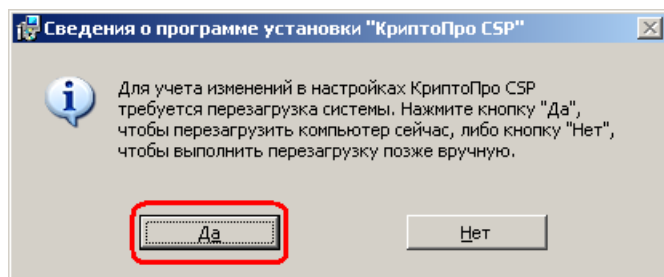 Сведения о программе установки "КриптоПро CSP"
Для учета изменений в настройках КриптоПро CSP
требуется перезагрузка системы. Нажмите кнопку "Да",
чтобы перезагрузить компьютер сейчас, либо кнопку "Нет",
чтобы выполнить перезагрузку позже вручную.
Да
Нет